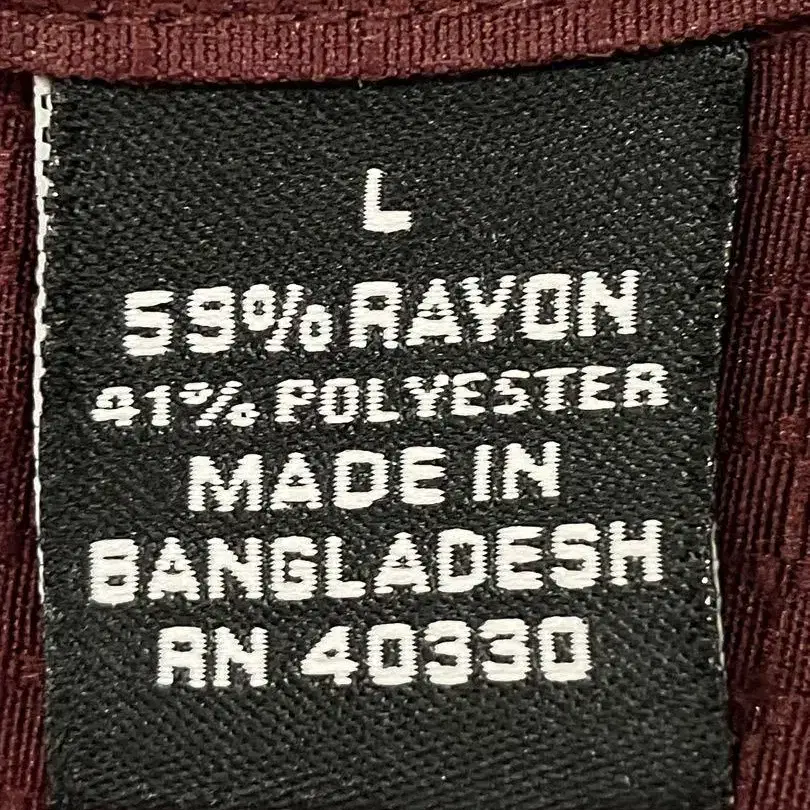 L
59% RAYON
41% POLYESTER
MADE IN
BANGLADESH
RN 40330